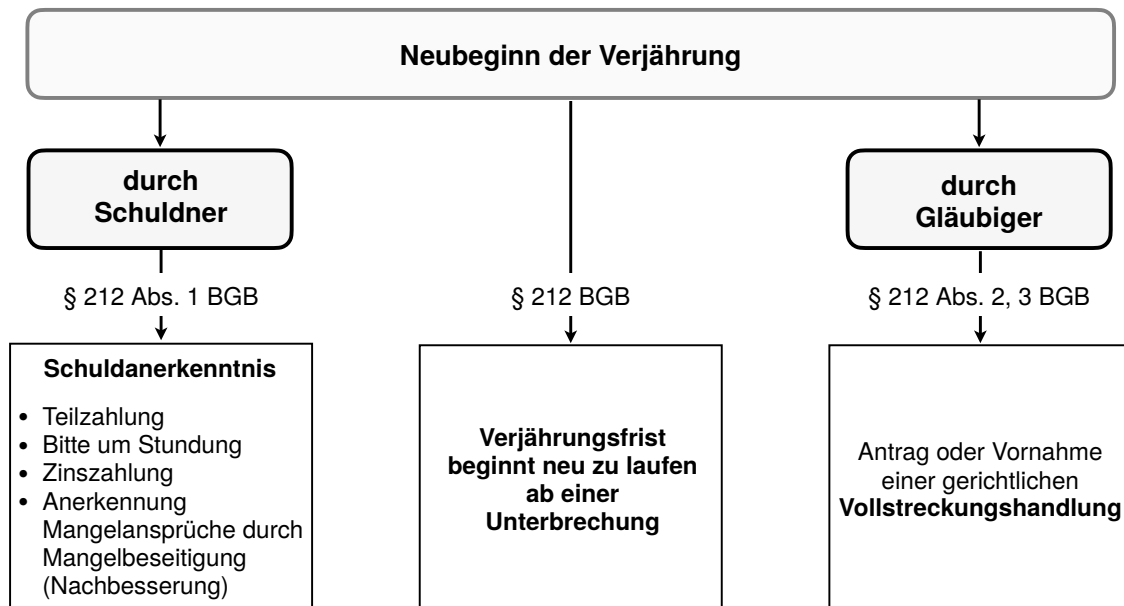 Neubeginn der Verjährung
durch
Schuldner
§ 212 Abs. 1 BGB
Schuldanerkenntnis
• Teilzahlung
• Bitte um Stundung
• Zinszahlung
• Anerkennung
Mangelansprüche durch
Mangelbeseitigung
(Nachbesserung)
§ 212 BGB
Verjährungsfrist
beginnt neu zu laufen
ab einer
Unterbrechung
durch
Gläubiger
§ 212 Abs. 2, 3 BGB
Antrag oder Vornahme
einer gerichtlichen
Vollstreckungshandlung